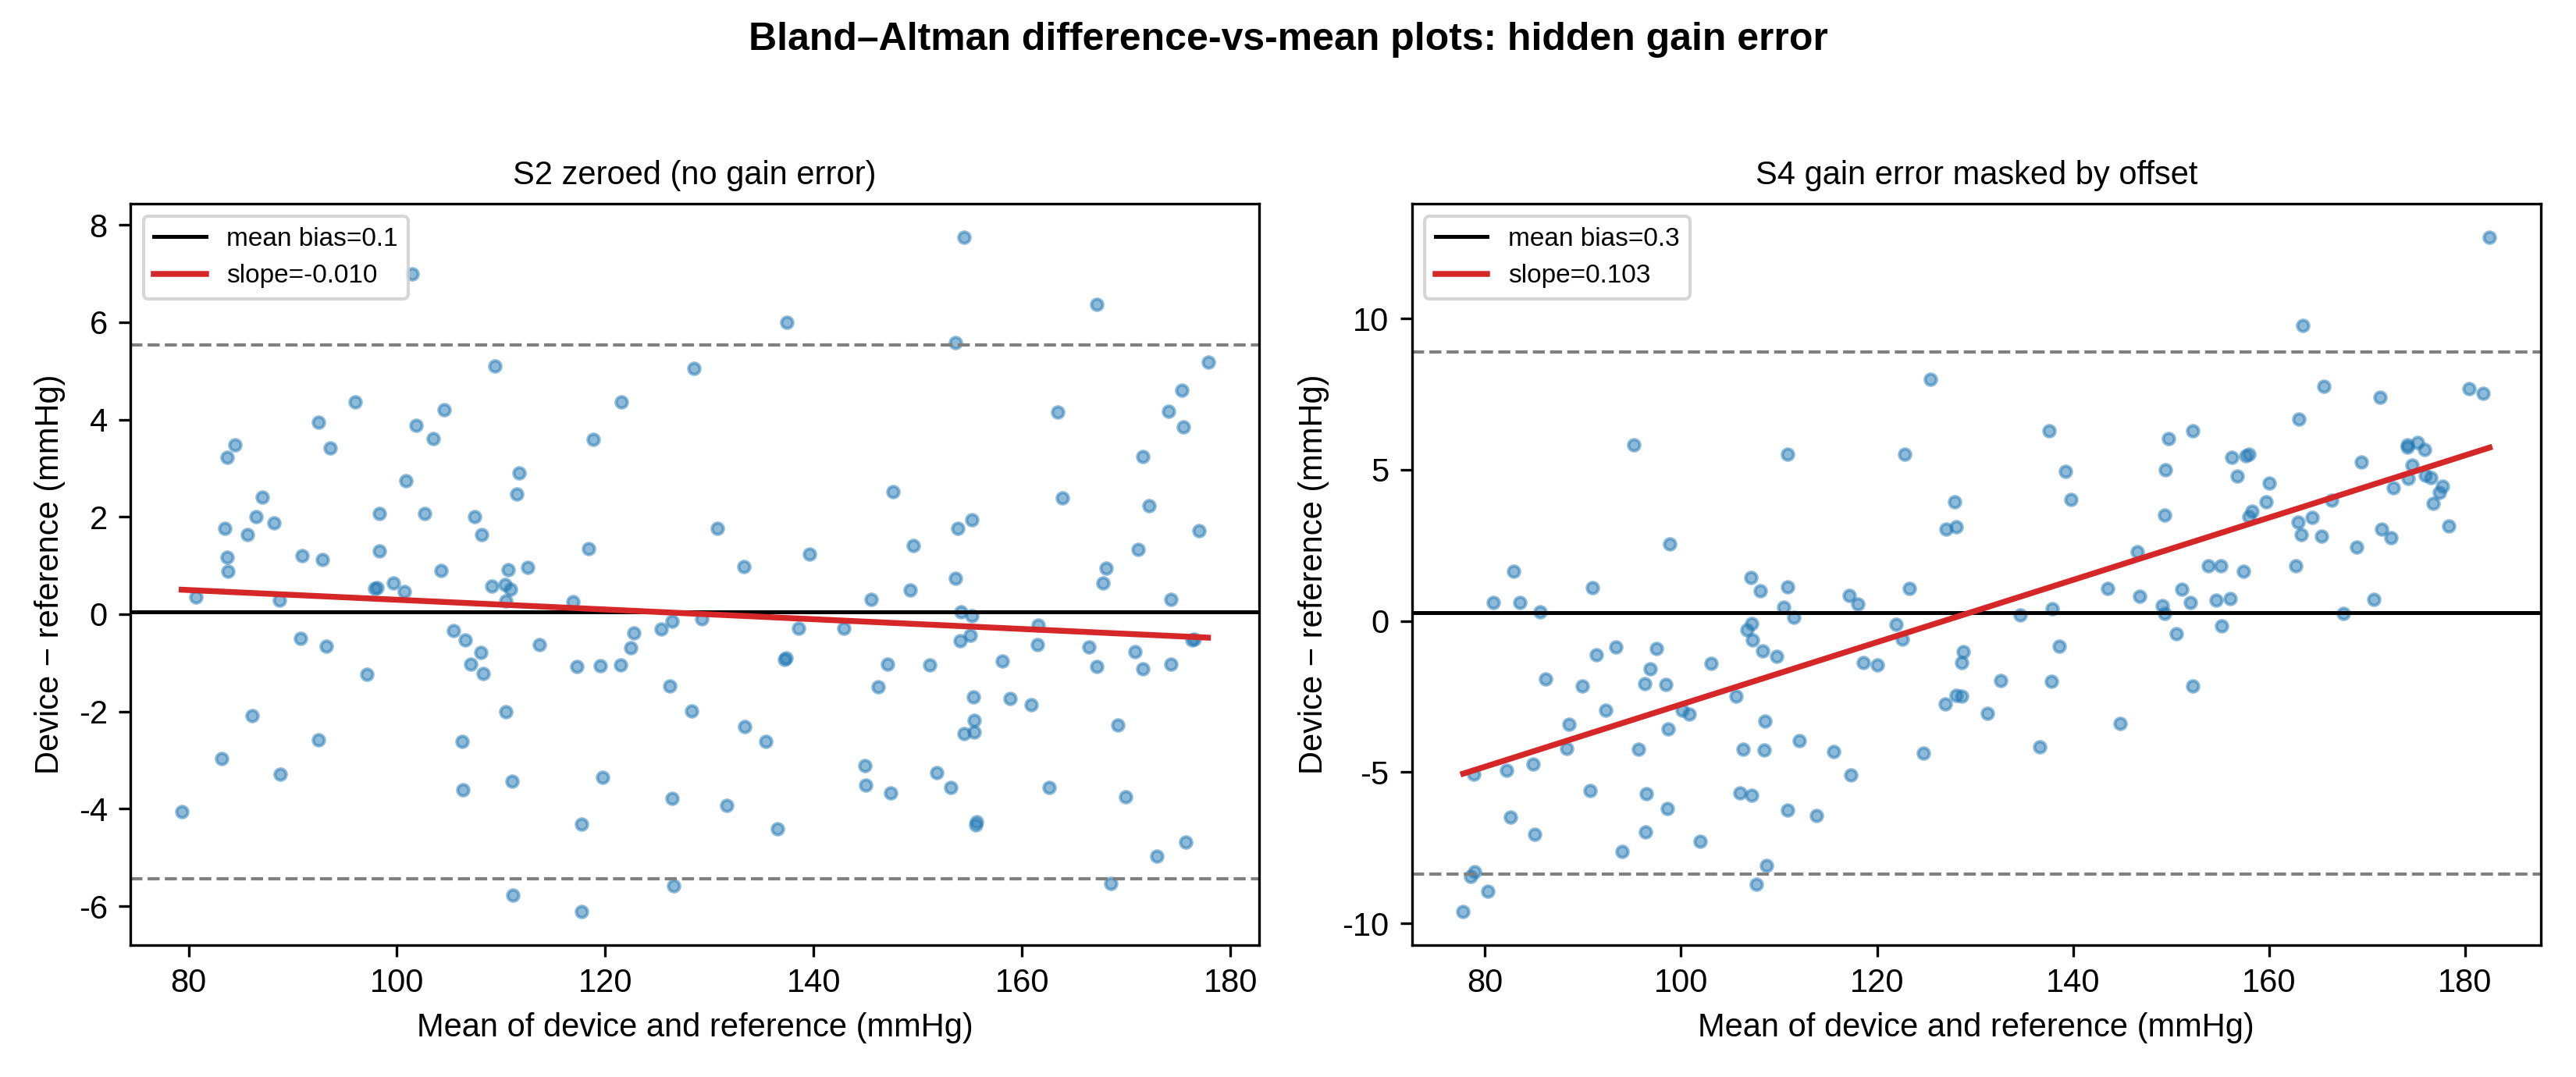 Bland–Altman difference-vs-mean plots: hidden gain error
S2 zeroed (no gain error)
mean bias=0.1
slope=-0.010
8
6
4
2
0
-2
-4
-6
Device – reference (mmHg)
80 100 120 140 160 180
Mean of device and reference (mmHg)
S4 gain error masked by offset
mean bias=0.3
slope=0.103
10
5
0
-5
-10
Device – reference (mmHg)
80 100 120 140 160 180
Mean of device and reference (mmHg)